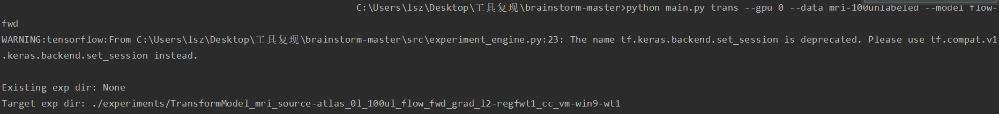 C:\Users\lsz\Desktop\工具复现\brainstorm-master>python main.py trans --gpu 0 --data mri-100unlabeled --model flow-
fwd
WARNING:tensorflow:From C:\Users\lsz\Desktop\工具复现\brainstorm-master\src\experiment_engine.py:23: The name tf.keras.backend.set_session is deprecated. Please use tf.compat.v1
.keras.backend.set_session instead.
Existing exp dir: None
Target exp dir: ./experiments/TransformModel_mri_source-atlas_0l_100ul_flow_fwd_grad_l2-regfwt1_cc_vm-win9-wt1